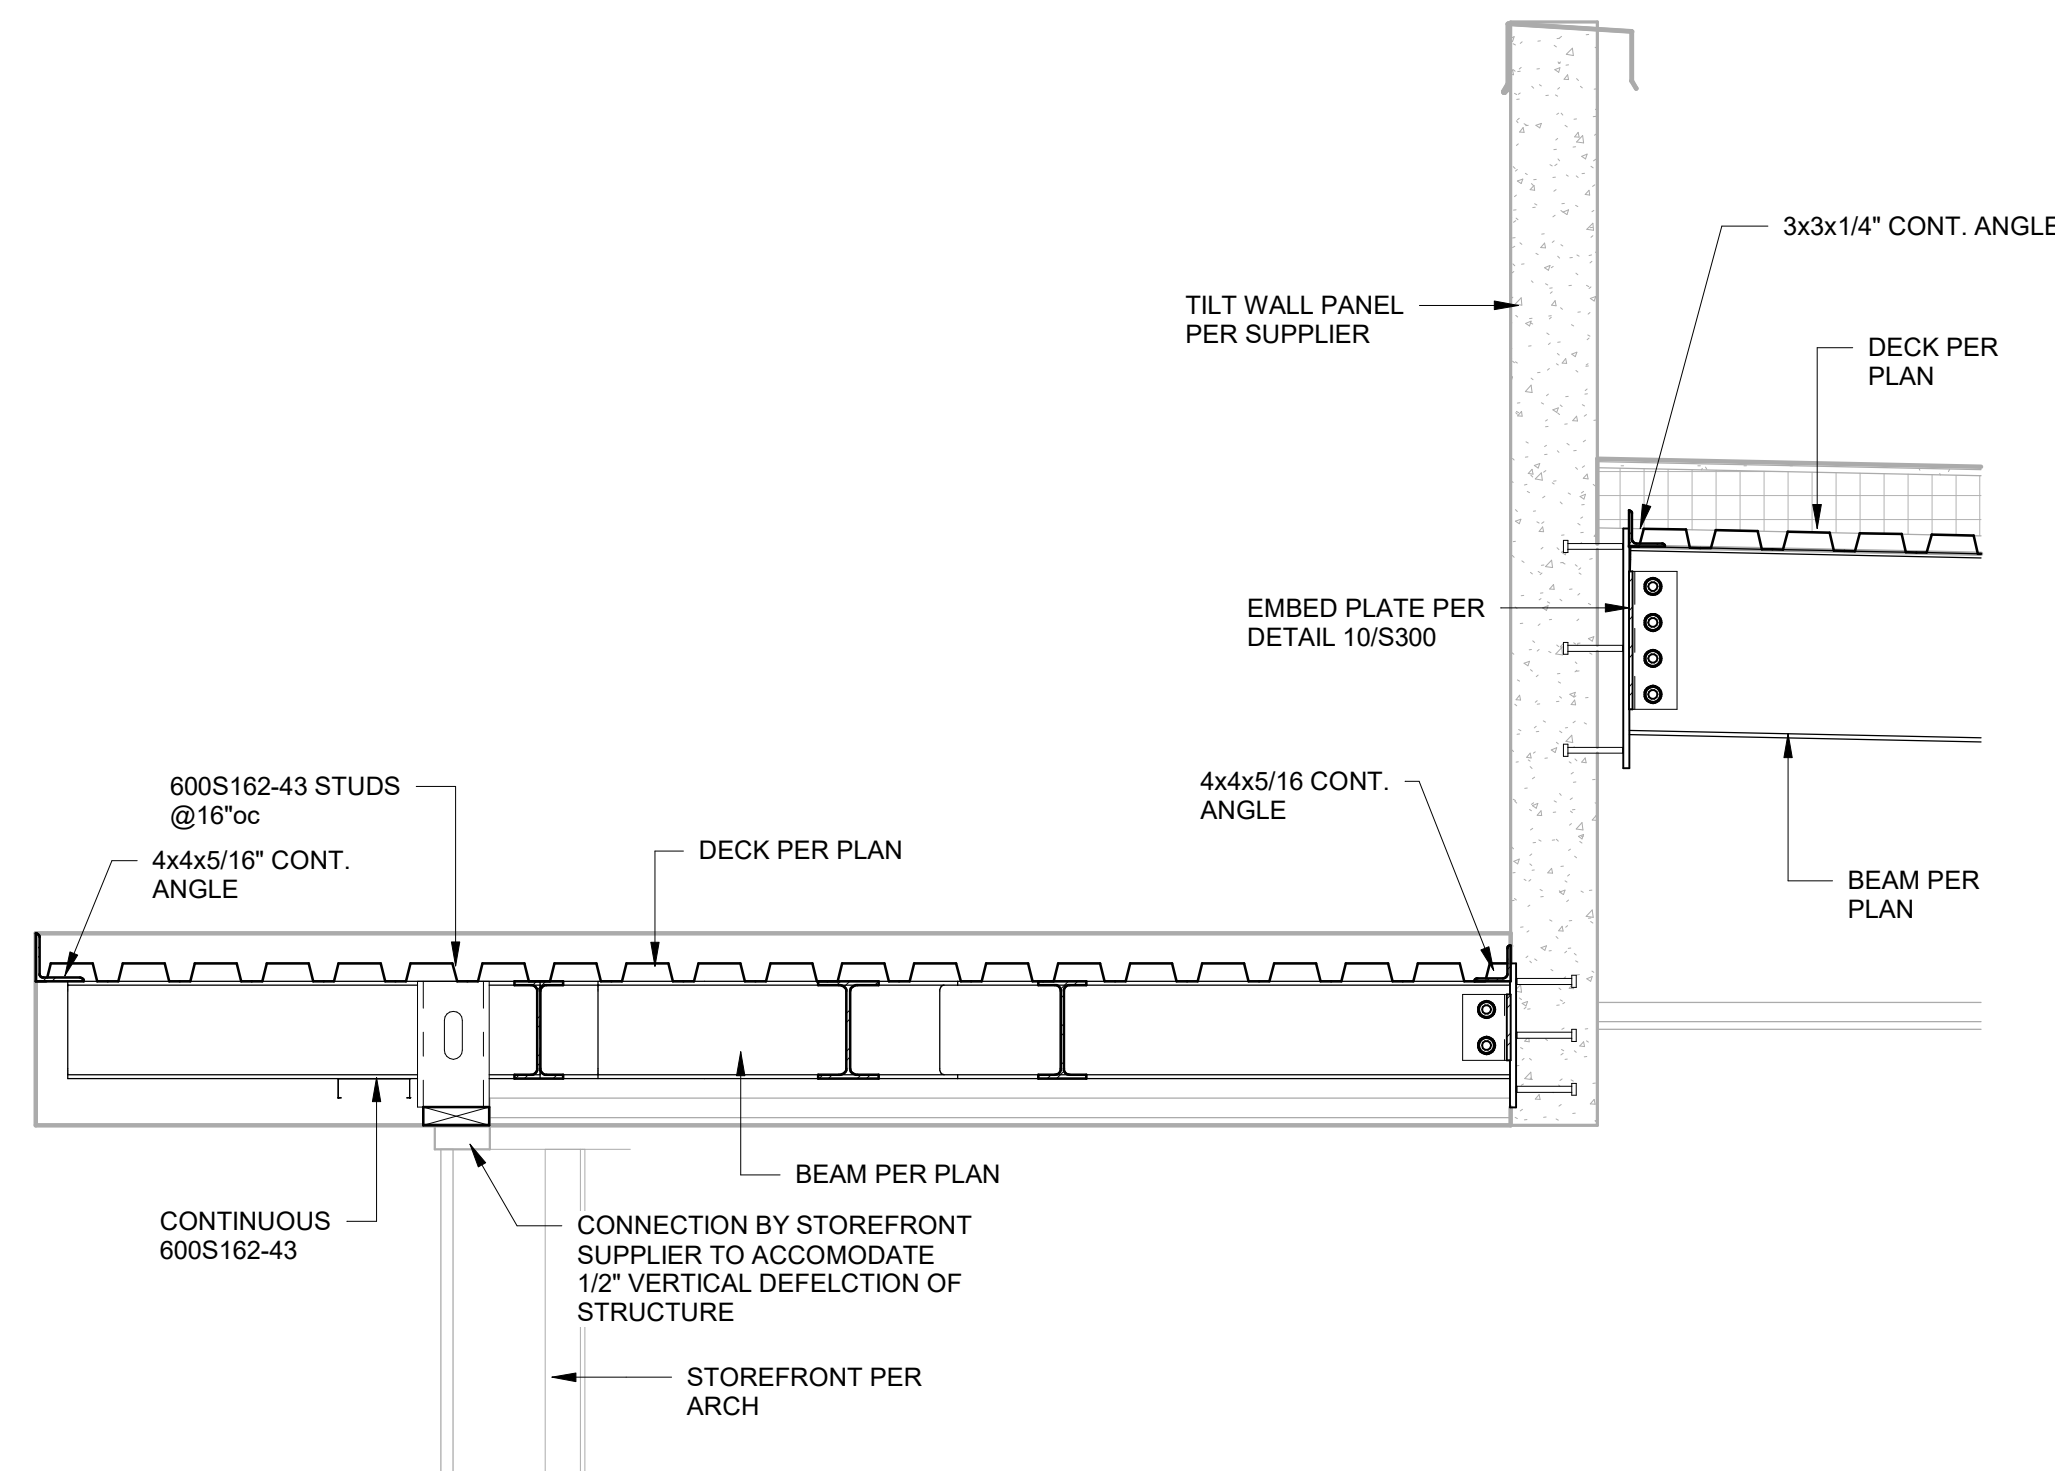 3x3x1/4" CONT. ANGLE
TILT WALL PANEL
PER SUPPLIER
DECK PER
PLAN
EMBED PLATE PER
DETAIL 10/S300
600S162-43 STUDS
@16"oc
4x4x5/16 CONT.
ANGLE
4x4x5/16" CONT.
ANGLE
DECK PER PLAN
BEAM PER
PLAN
BEAM PER PLAN
CONTINUOUS
600S162-43
CONNECTION BY STOREFRONT
SUPPLIER TO ACCOMODATE
1/2" VERTICAL DEFELCTION OF
STRUCTURE
STOREFRONT PER
ARCH